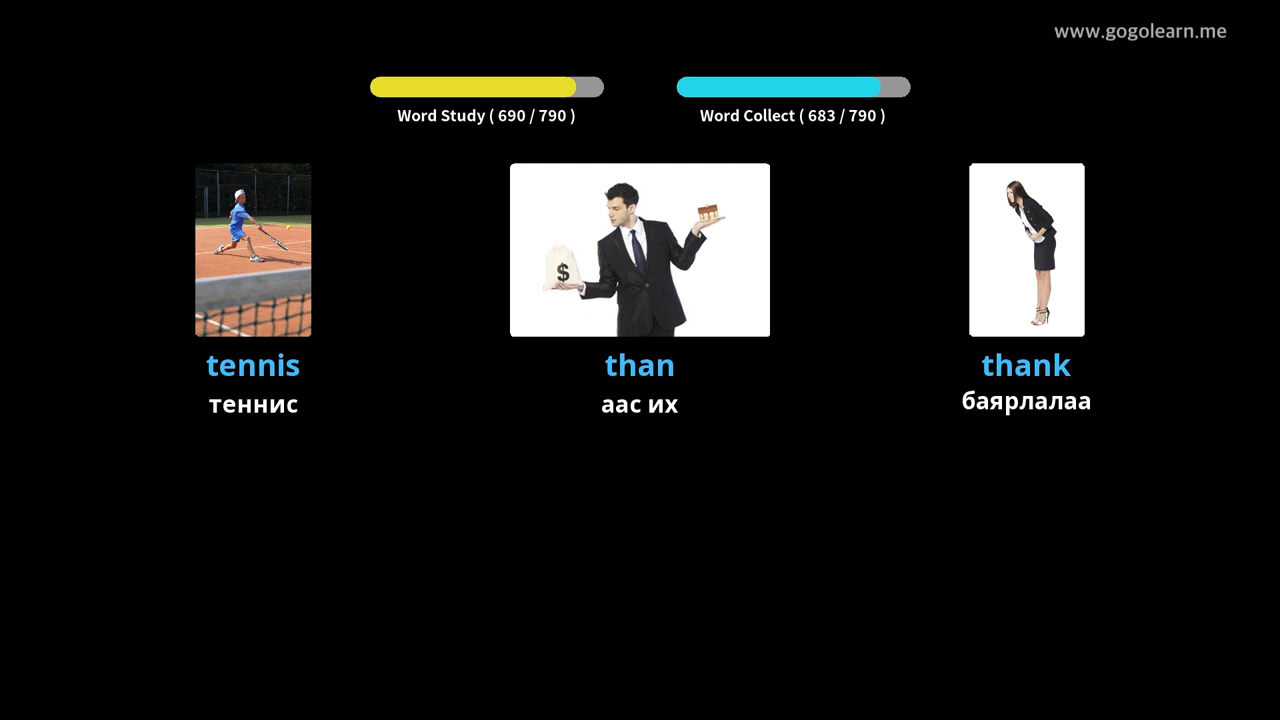 www.gogolearn.me
Word Study ( 690 / 790 )
Word Collect ( 683 / 790 )
$
tennis
than
thank
теннис
аас их
баярлалаа